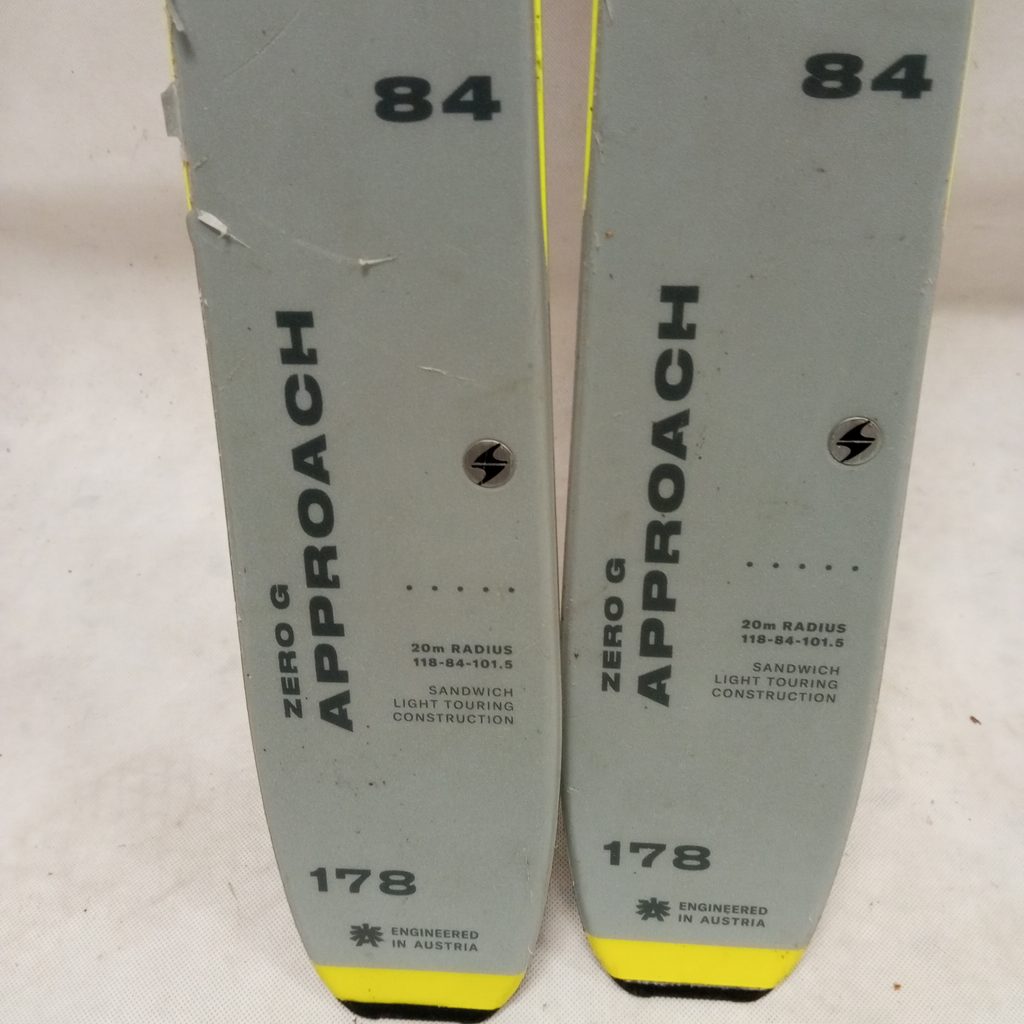 84
ZERO G
APPROACH
20m RADIUS
118-84-101.5
SANDWICH
LIGHT TOURING
CONSTRUCTION
178
ENGINEERED
IN AUSTRIA
84
ZERO G
APPROACH
20m RADIUS
118-84-101.5
SANDWICH
LIGHT TOURING
CONSTRUCTION
178
ENGINEERED
IN AUSTRIA